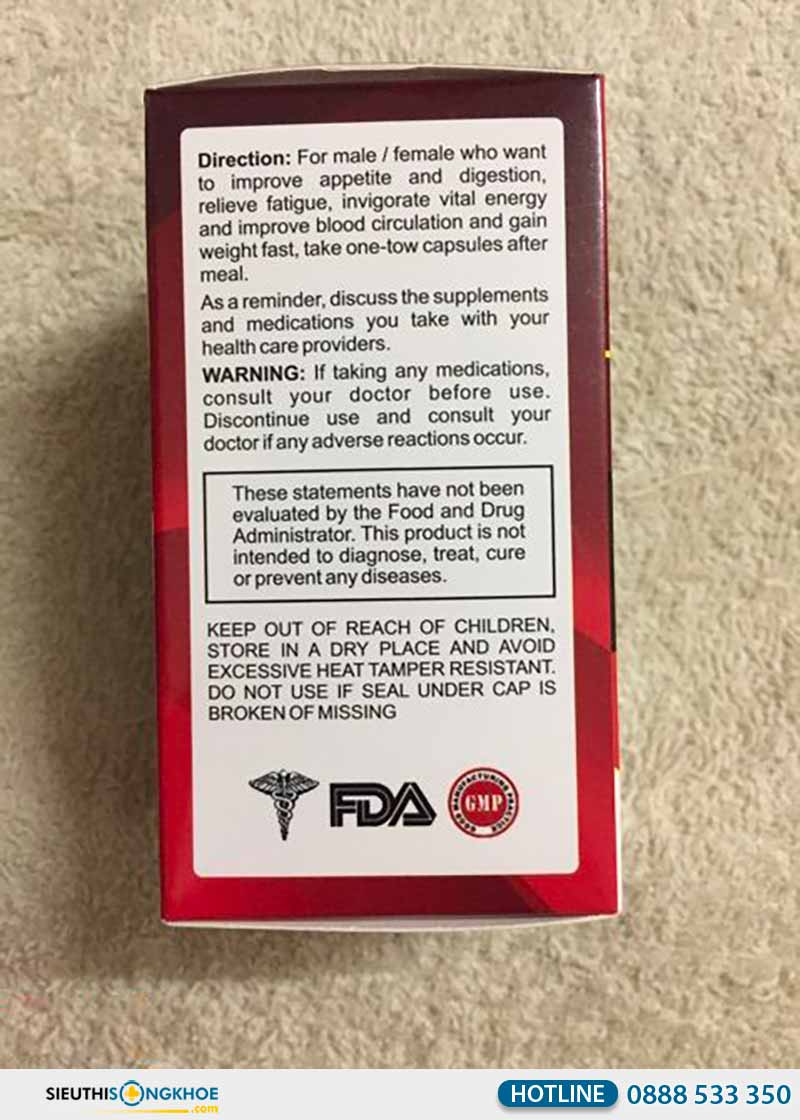 Direction: For male / female who want
to improve appetite and digestion,
relieve fatigue, invigorate vital energy
and improve blood circulation and gain
weight fast, take one-tow capsules after
meal.
As a reminder, discuss the supplements
and medications you take with your
health care providers.
WARNING: If taking any medications,
consult your doctor before use.
Discontinue use and consult your
doctor if any adverse reactions occur.
These statements have not been
evaluated by the Food and Drug
Administrator. This product is not
intended to diagnose, treat, cure
or prevent any diseases.
KEEP OUT OF REACH OF CHILDREN,
STORE IN A DRY PLACE AND AVOID
EXCESSIVE HEAT TAMPER RESISTANT.
DO NOT USE IF SEAL UNDER CAP IS
BROKEN OF MISSING
FDA
GOOD MANUFACTURING PRACTICE
GMP
SIEUTHISONGKHOE
.com
HOTLINE 0888 533 350